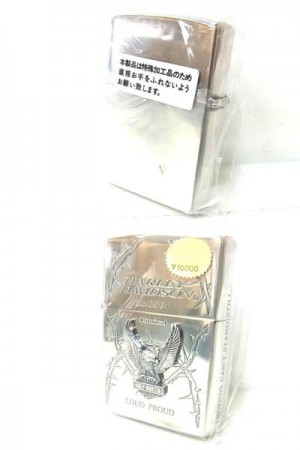 本製品は特殊加工品のため
直接お手をふれないよう
お願い致します。
¥10000
HARLEY
DAVIDSON
Limited
LOUD PROUD